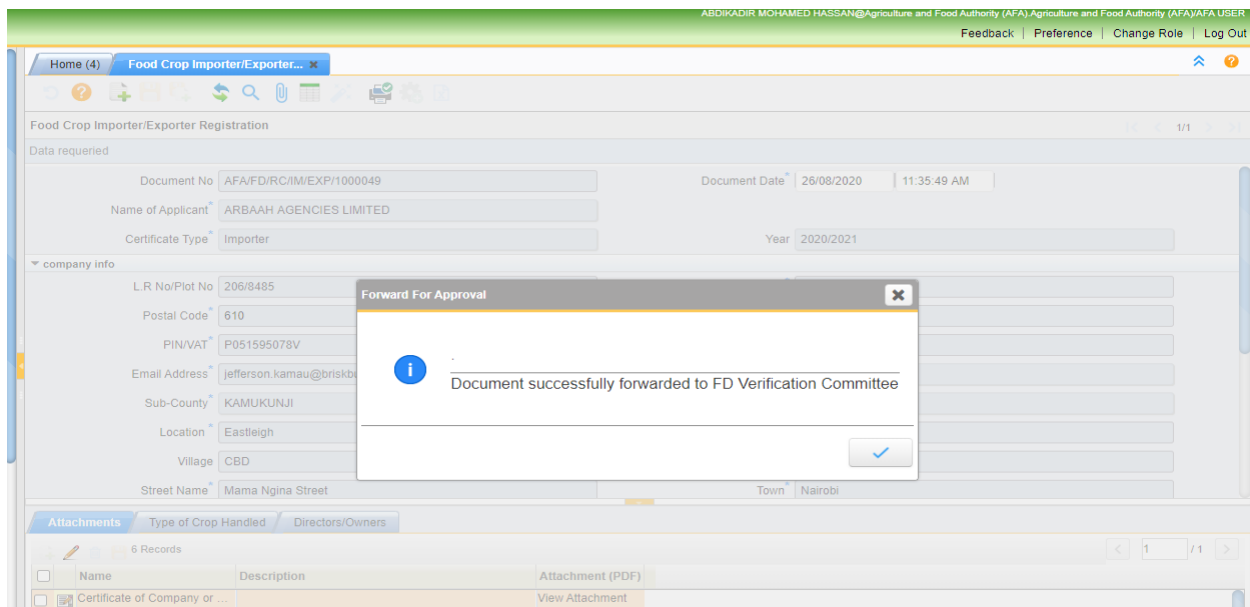 ABDIKADIR MOHAMED HASSAN@Agriculture and Food Authority (AFA).Agriculture and Food Authority (AFA)/AFA USER
Feedback | Preference | Change Role | Log Out
Home (4) Food Crop Importer/Exporter...
Food Crop Importer/Exporter Registration 1/1
Data requeried
Document No AFA/FD/RC/IM/EXP/1000049 Document Date* 26/08/2020 11:35:49 AM
Name of Applicant* ARBAAH AGENCIES LIMITED
Certificate Type* Importer Year 2020/2021
company info
L.R No/Plot No 206/8485
Forward For Approval
Postal Code* 610
PIN/VAT* P051595078V
.
Email Address* jefferson.kamau@briskbu
Document successfully forwarded to FD Verification Committee
Sub-County* KAMUKUNJI
Location* Eastleigh
Village CBD
Street Name* Mama Ngina Street Town* Nairobi
Attachments Type of Crop Handled Directors/Owners
6 Records 1 / 1
Name Description Attachment (PDF)
Certificate of Company or ... View Attachment